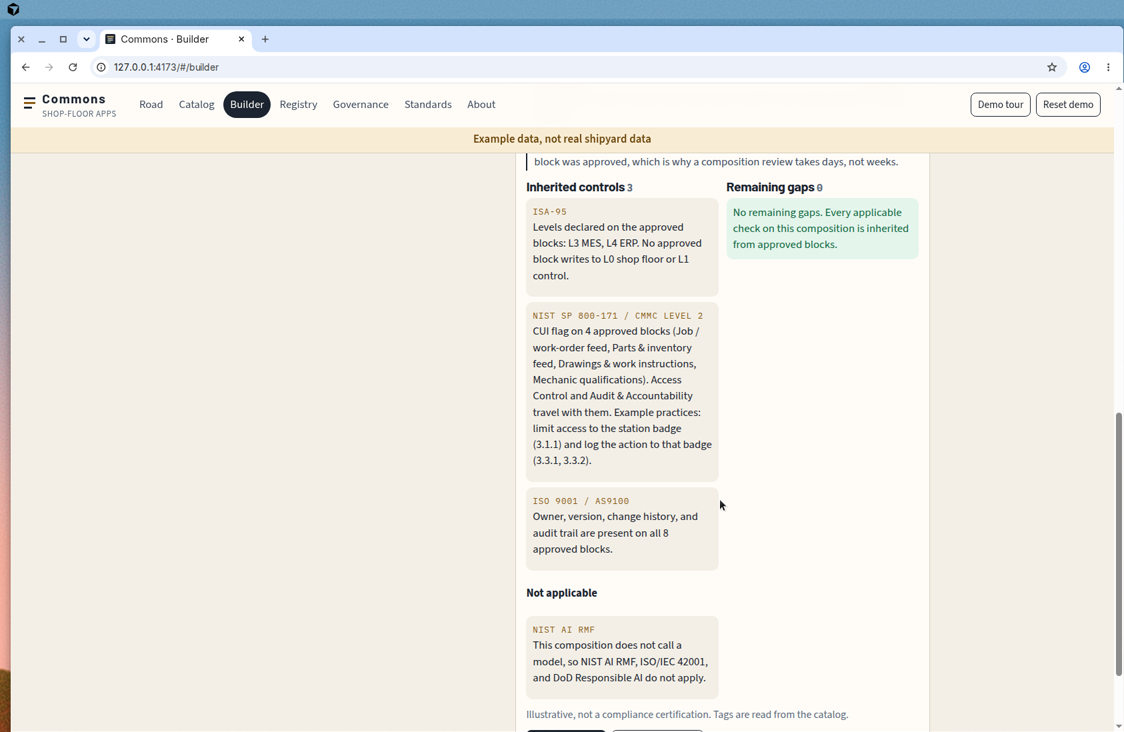 Commons · Builder
127.0.0.1:4173/#/builder
Commons
SHOP-FLOOR APPS
Road
Catalog
Builder
Registry
Governance
Standards
About
Demo tour
Reset demo
Example data, not real shipyard data
block was approved, which is why a composition review takes days, not weeks.
Inherited controls 3
Remaining gaps 0
ISA-95
Levels declared on the approved
blocks: L3 MES, L4 ERP. No approved
block writes to L0 shop floor or L1
control.
No remaining gaps. Every applicable
check on this composition is inherited
from approved blocks.
NIST SP 800-171 / CMMC LEVEL 2
CUI flag on 4 approved blocks (Job /
work-order feed, Parts & inventory
feed, Drawings & work instructions,
Mechanic qualifications). Access
Control and Audit & Accountability
travel with them. Example practices:
limit access to the station badge
(3.1.1) and log the action to that badge
(3.3.1, 3.3.2).
ISO 9001 / AS9100
Owner, version, change history, and
audit trail are present on all 8
approved blocks.
Not applicable
NIST AI RMF
This composition does not call a
model, so NIST AI RMF, ISO/IEC 42001,
and DoD Responsible AI do not apply.
Illustrative, not a compliance certification. Tags are read from the catalog.